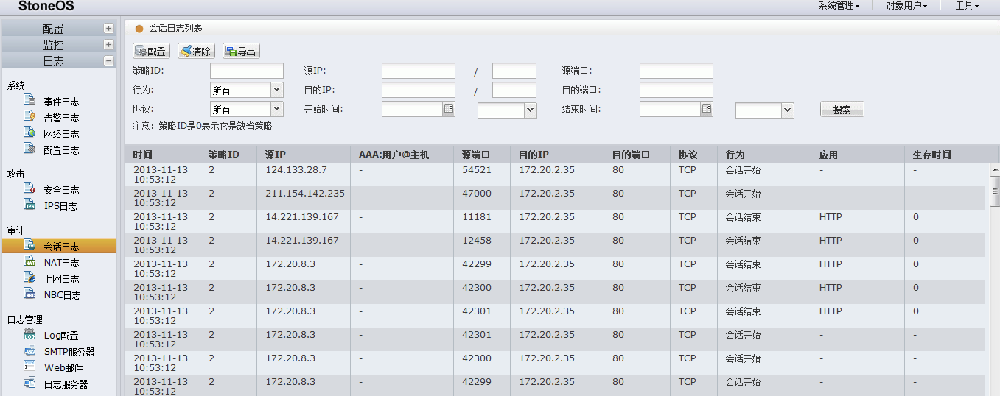 StoneOS
系统管理 对象用户 工具
配置
监控
日志
系统
事件日志
告警日志
网络日志
配置日志
攻击
安全日志
IPS日志
审计
会话日志
NAT日志
上网日志
NBC日志
日志管理
Log配置
SMTP服务器
Web邮件
日志服务器
会话日志列表
配置 清除 导出
策略ID: 源IP: / 源端口:
行为: 所有 目的IP: / 目的端口:
协议: 所有 开始时间: 结束时间: 搜索
注意：策略ID是0表示它是缺省策略
时间 策略ID 源IP AAA:用户@主机 源端口 目的IP 目的端口 协议 行为 应用 生存时间
2013-11-13 2 124.133.28.7 - 54521 172.20.2.35 80 TCP 会话开始 - -
10:53:12
2013-11-13 2 211.154.142.235 - 47000 172.20.2.35 80 TCP 会话开始 - -
10:53:12
2013-11-13 2 14.221.139.167 - 11181 172.20.2.35 80 TCP 会话结束 HTTP 0
10:53:12
2013-11-13 2 14.221.139.167 - 12458 172.20.2.35 80 TCP 会话结束 HTTP 0
10:53:12
2013-11-13 2 172.20.8.3 - 42299 172.20.2.35 80 TCP 会话结束 HTTP 0
10:53:12
2013-11-13 2 172.20.8.3 - 42300 172.20.2.35 80 TCP 会话结束 HTTP 0
10:53:12
2013-11-13 2 172.20.8.3 - 42301 172.20.2.35 80 TCP 会话结束 HTTP 0
10:53:12
2013-11-13 2 172.20.8.3 - 42301 172.20.2.35 80 TCP 会话开始 - -
10:53:12
2013-11-13 2 172.20.8.3 - 42300 172.20.2.35 80 TCP 会话开始 - -
10:53:12
2013-11-13 2 172.20.8.3 - 42299 172.20.2.35 80 TCP 会话开始 - -
10:53:12